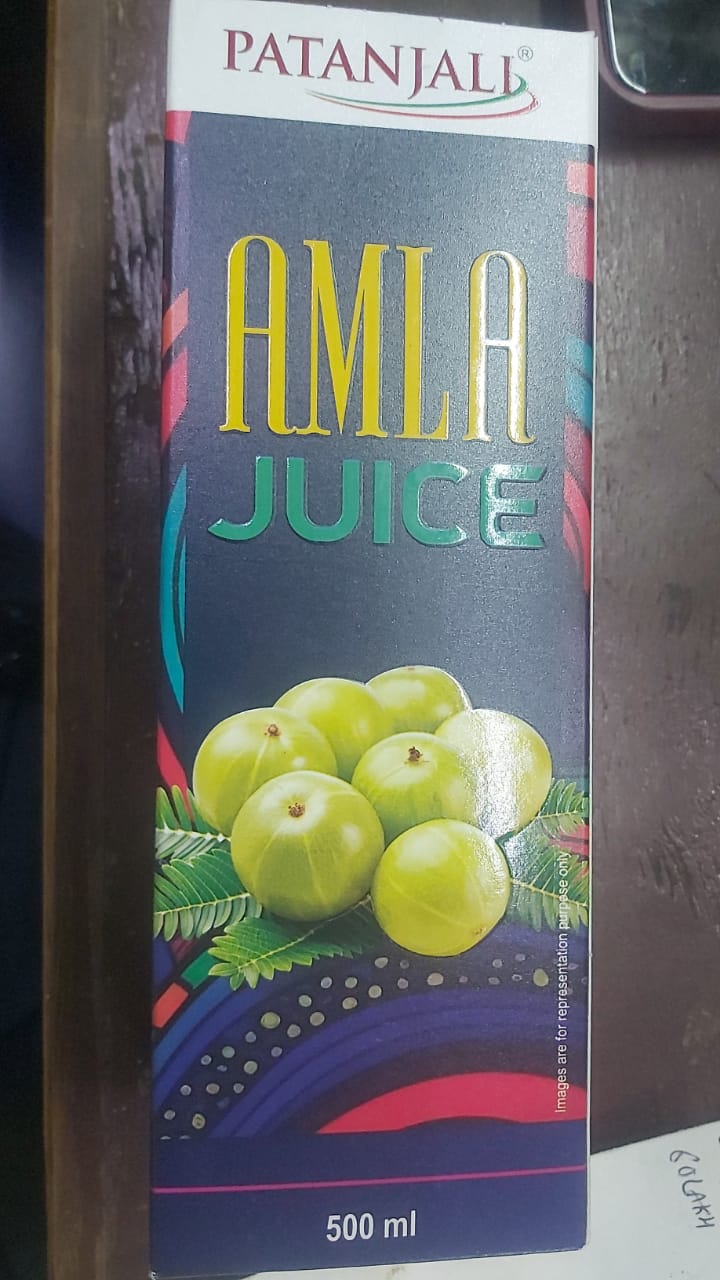 PATANJALI®
AMLA
JUICE
Images are for representation purpose only
500 ml